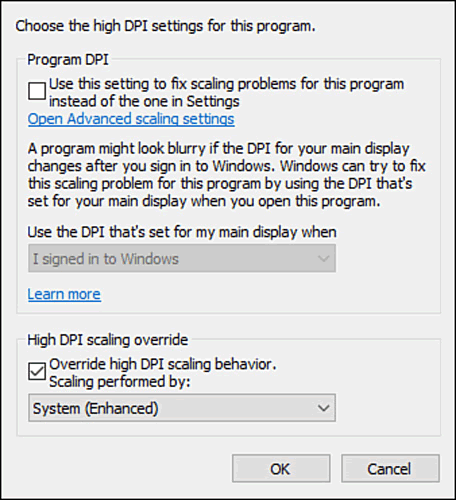 Choose the high DPI settings for this program.
Program DPI
Use this setting to fix scaling problems for this program
instead of the one in Settings
Open Advanced scaling settings
A program might look blurry if the DPI for your main display
changes after you sign in to Windows. Windows can try to fix
this scaling problem for this program by using the DPI that's
set for your main display when you open this program.
Use the DPI that's set for my main display when
I signed in to Windows
Learn more
High DPI scaling override
Override high DPI scaling behavior.
Scaling performed by:
System (Enhanced)
OK
Cancel